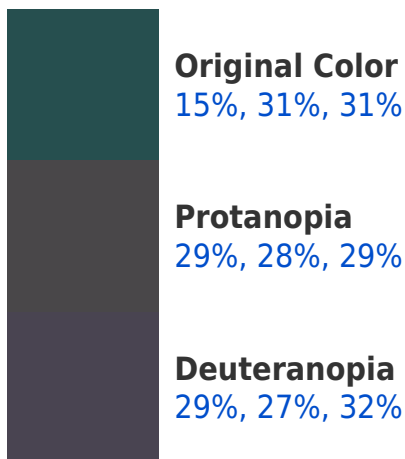 Original Color
15%, 31%, 31%
Protanopia
29%, 28%, 29%
Deuteranopia
29%, 27%, 32%